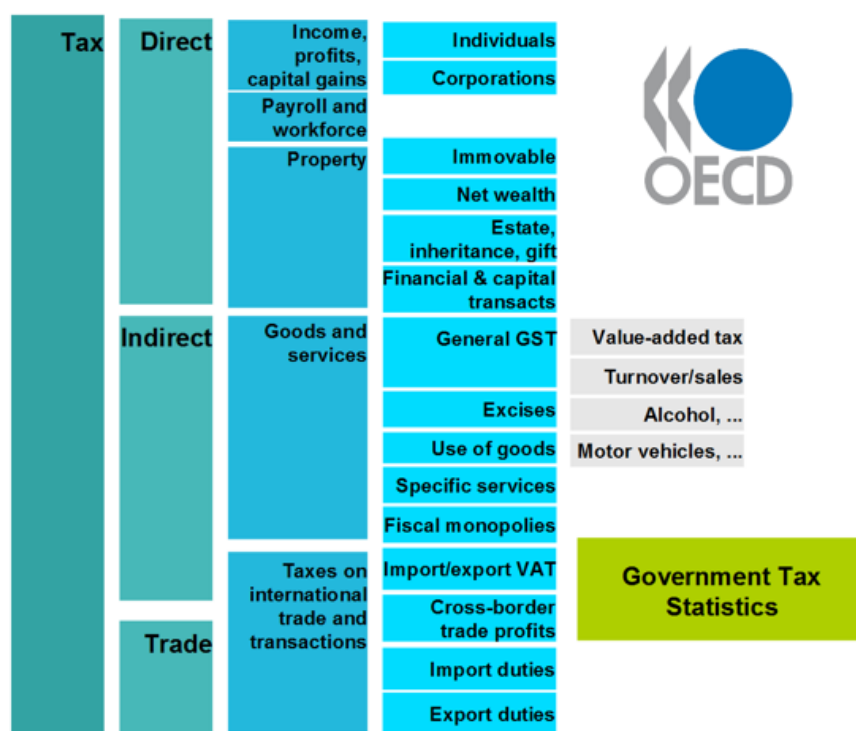 Tax
Direct
Income,
profits,
capital gains
Individuals
Corporations
Payroll and
workforce
Property
Immovable
Net wealth
Estate,
inheritance, gift
Financial & capital
transacts
OECD
Indirect
Goods and
services
General GST
Value-added tax
Turnover/sales
Excises
Alcohol, ...
Use of goods
Motor vehicles, ...
Specific services
Fiscal monopolies
Trade
Taxes on
international
trade and
transactions
Import/export VAT
Cross-border
trade profits
Import duties
Export duties
Government Tax
Statistics